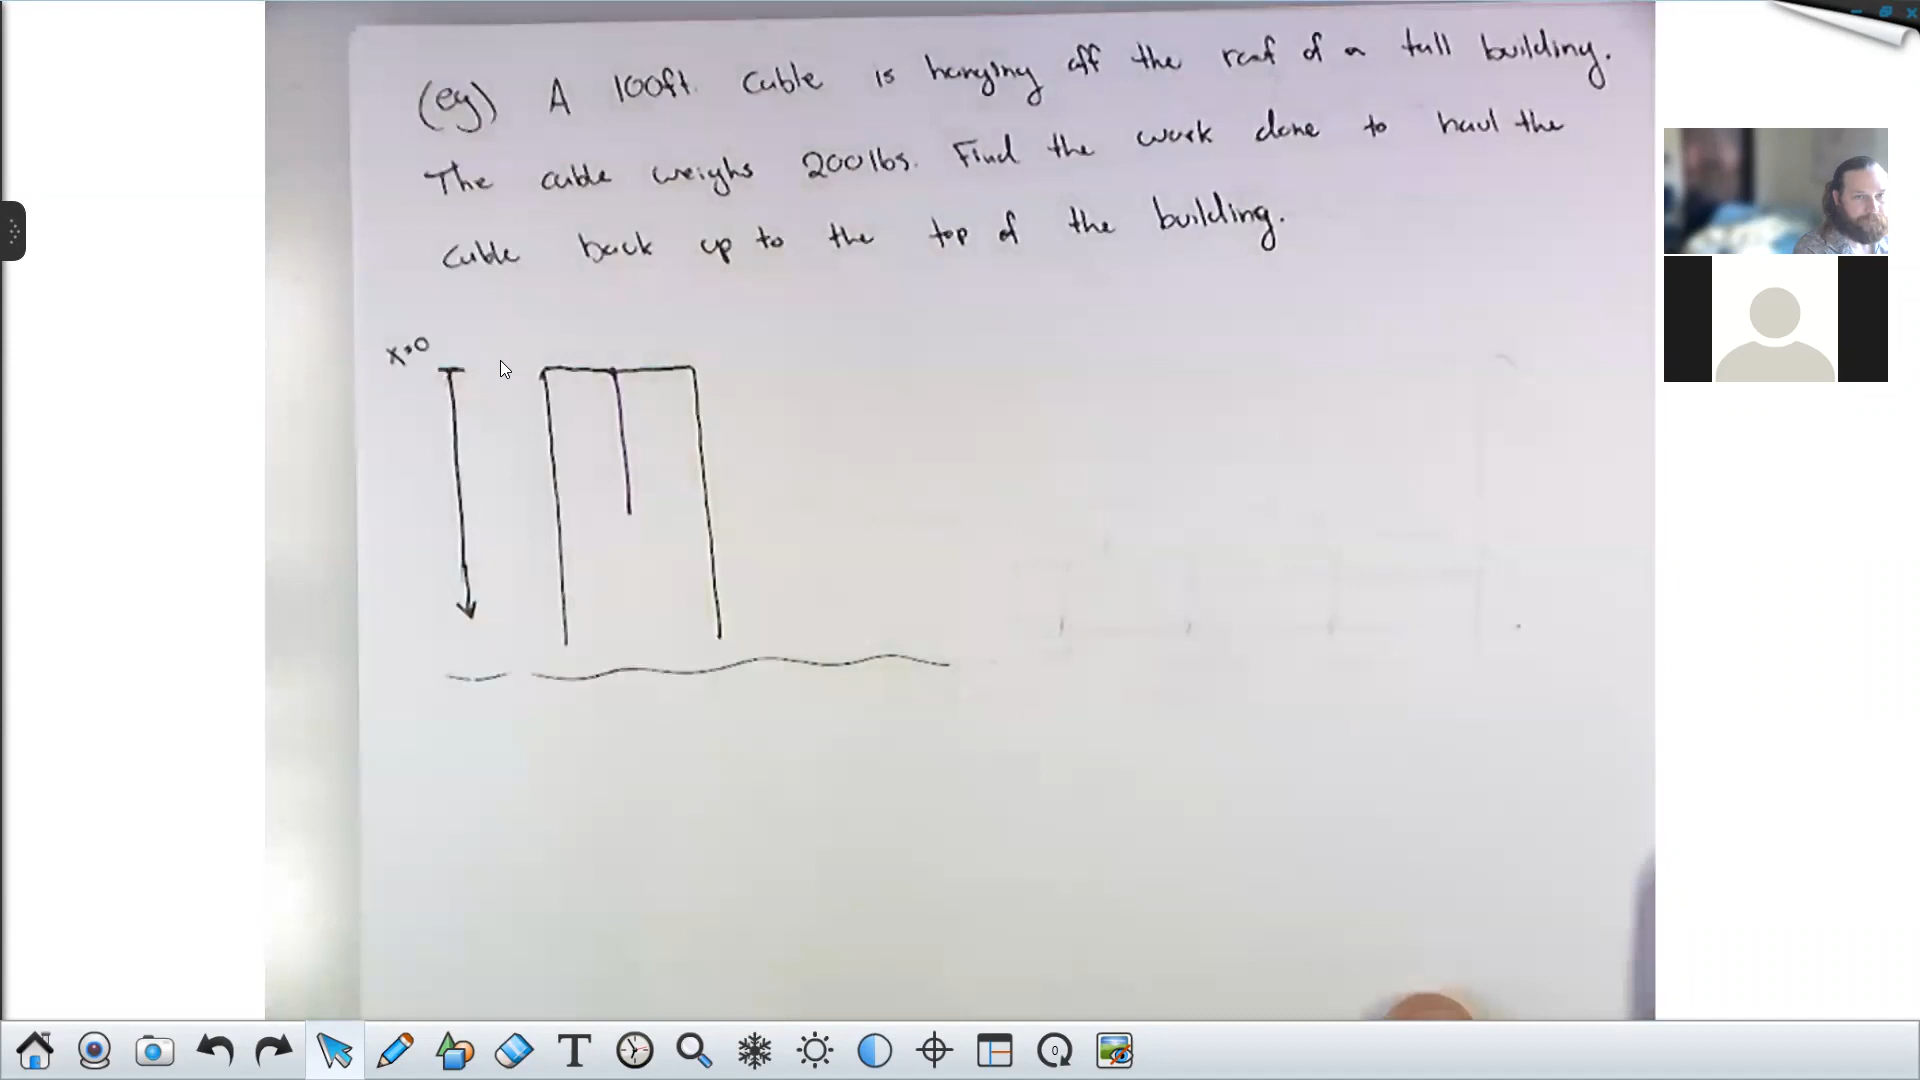 (eg) A 100ft. cable is hanging off the roof of a tall building.
The cable weighs 200lbs. Find the work done to haul the
cable back up to the top of the building.
x=0
T
0